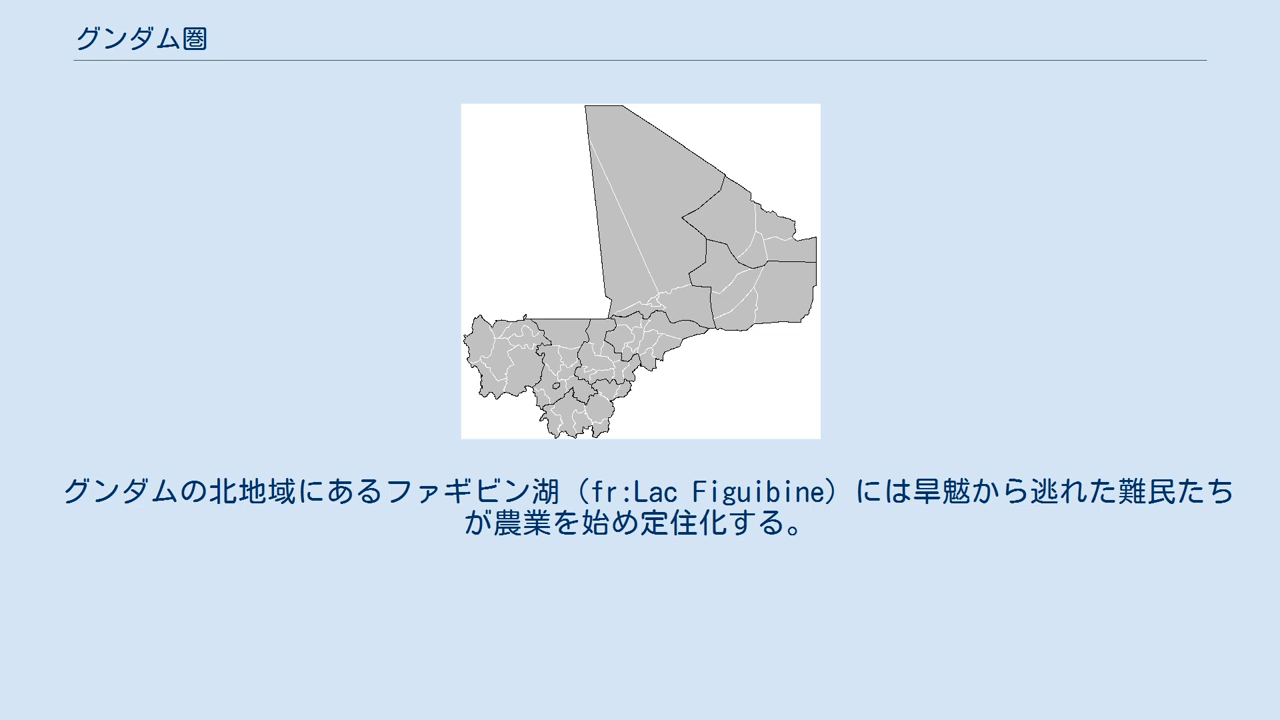 グンダム圏
グンダムの北地域にあるファギビン湖（fr:Lac Figuibine）には旱魃から逃れた難民たち
が農業を始め定住化する。